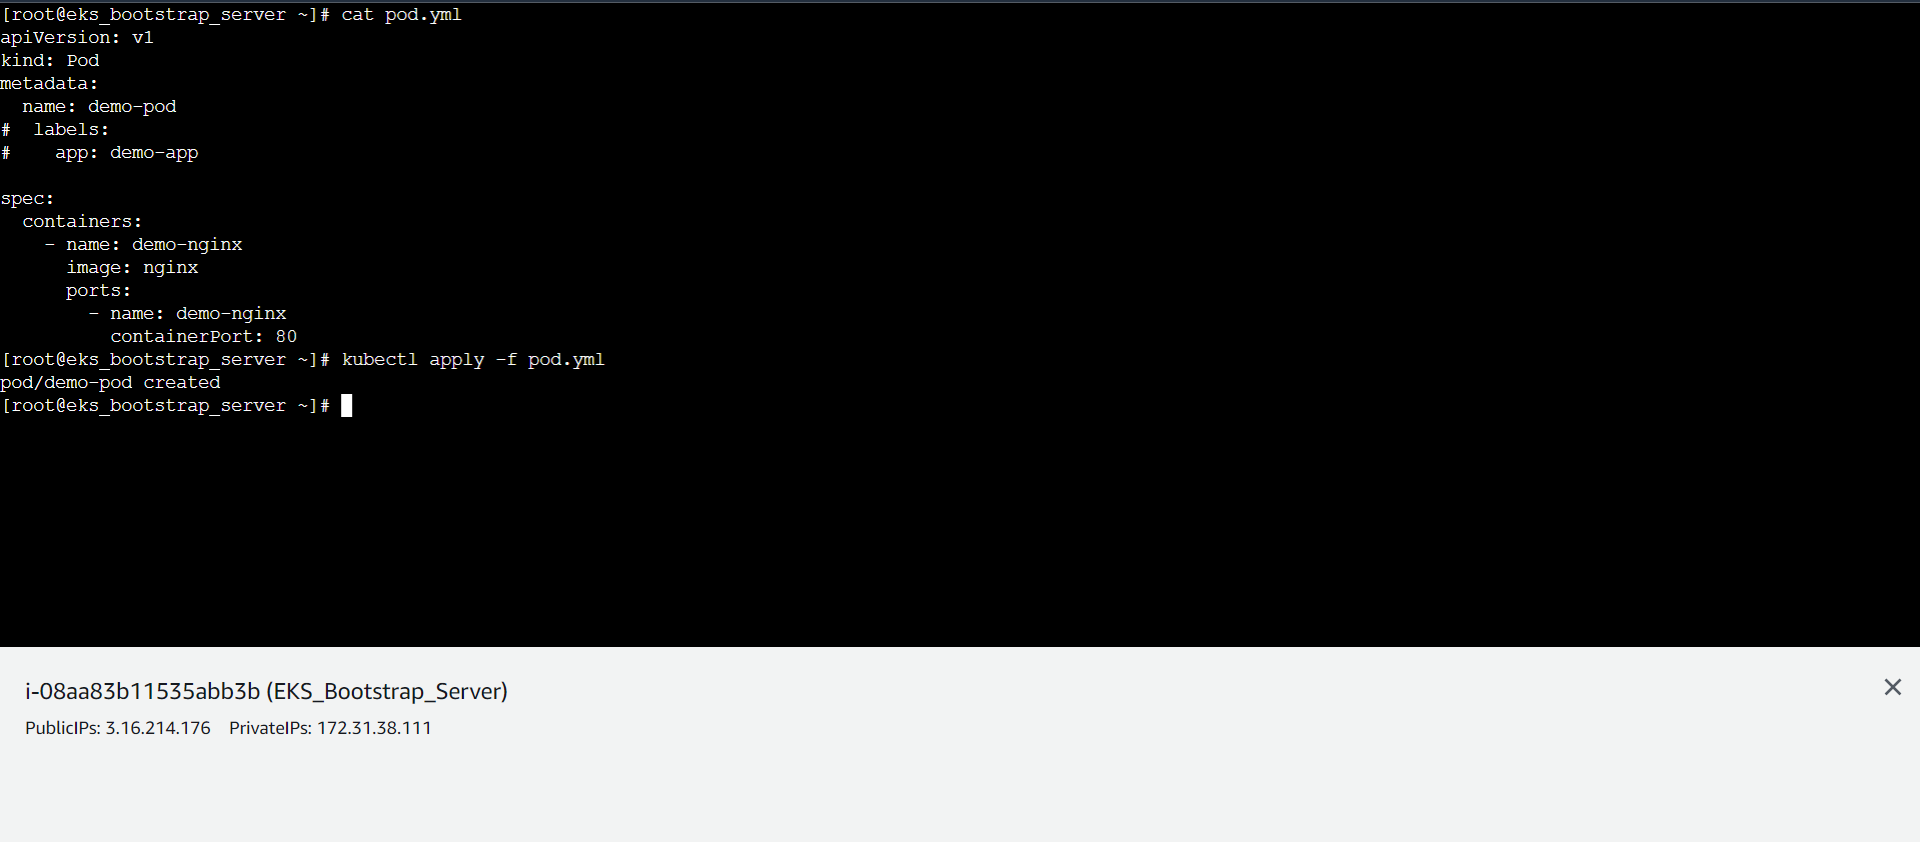 [root@eks_bootstrap_server ~]# cat pod.yml
apiVersion: v1
kind: Pod
metadata:
  name: demo-pod
#  labels:
#    app: demo-app

spec:
  containers:
    - name: demo-nginx
      image: nginx
      ports:
        - name: demo-nginx
          containerPort: 80
[root@eks_bootstrap_server ~]# kubectl apply -f pod.yml
pod/demo-pod created
[root@eks_bootstrap_server ~]#
i-08aa83b11535abb3b (EKS_Bootstrap_Server)
PublicIPs: 3.16.214.176    PrivateIPs: 172.31.38.111